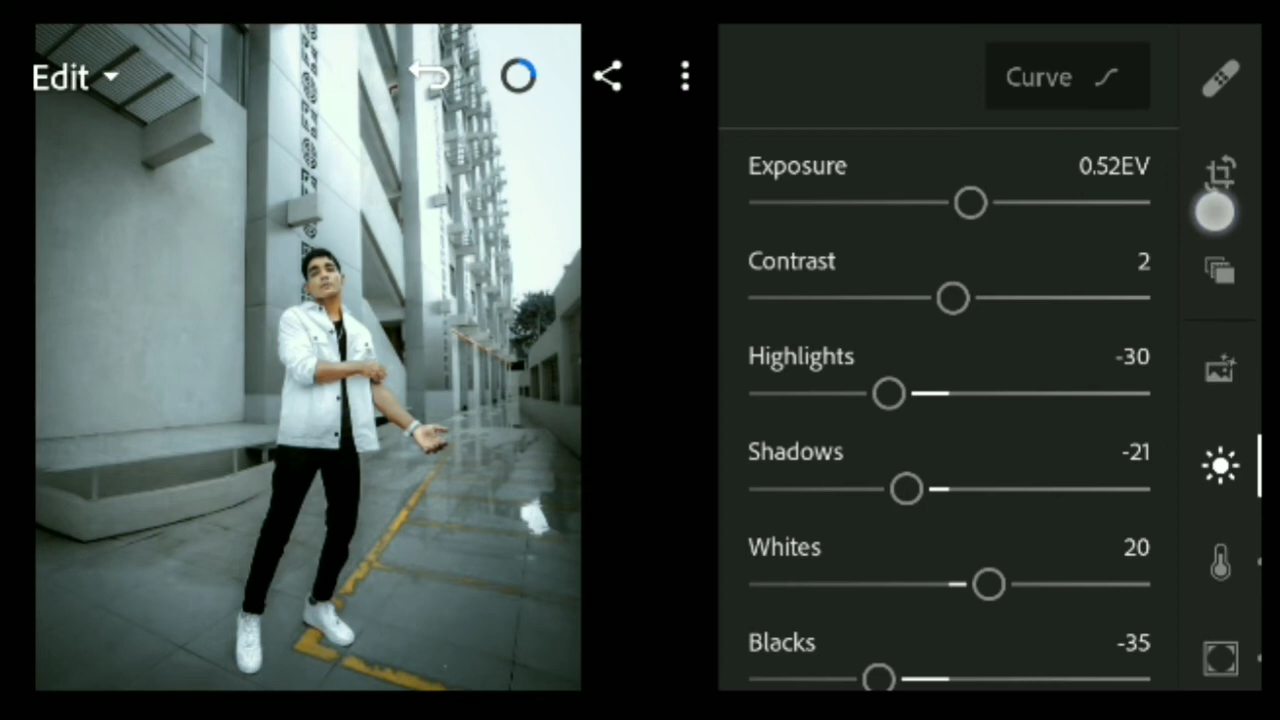 Edit
Curve
Exposure 0.52EV
Contrast 2
Highlights -30
Shadows -21
Whites 20
Blacks -35